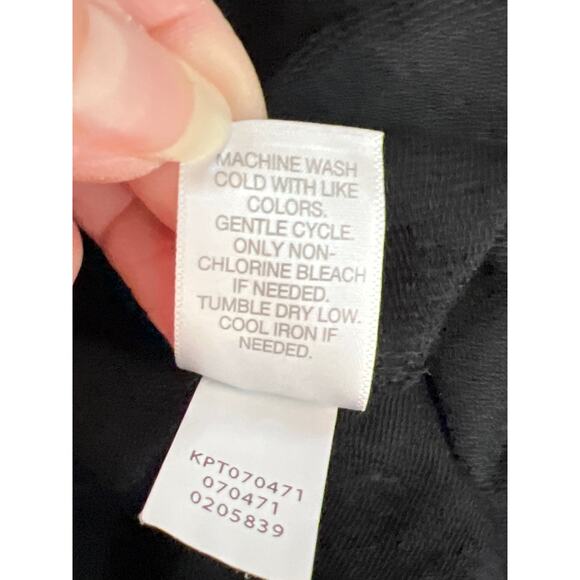 MACHINE WASH
COLD WITH LIKE
COLORS.
GENTLE CYCLE.
ONLY NON-
CHLORINE BLEACH
IF NEEDED.
TUMBLE DRY LOW.
COOL IRON IF
NEEDED.
KPT070471
070471
0205839